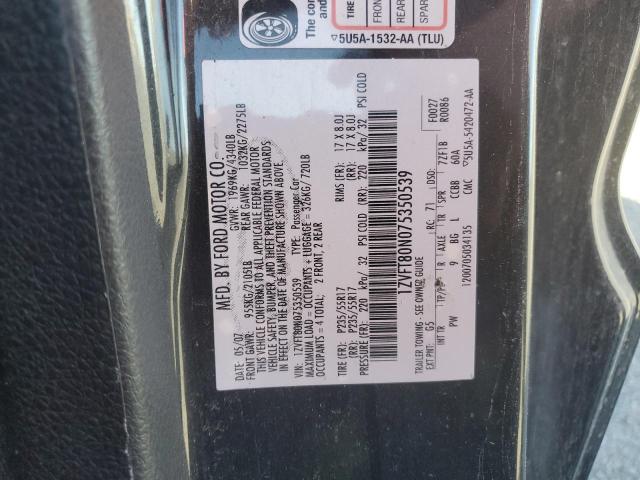 The con
TIRE
FRONT
REAR
SPARE
▽5U5A-1532-AA (TLU)
MFD. BY FORD MOTOR CO.
05/07 GVWR: 1969KG/4340LB
FRONT GAWR: 955KG/2105LB REAR GAWR: 1032KG/2275LB
THIS VEHICLE CONFORMS TO ALL APPLICABLE FEDERAL MOTOR
VEHICLE SAFETY, BUMPER, AND THEFT PREVENTION STANDARDS
IN EFFECT ON THE DATE OF MANUFACTURE SHOWN ABOVE.
VIN: 1ZVFT80N075350539 TYPE: Passenger Car
MAXIMUM LOAD = OCCUPANTS + LUGGAGE = 326KG/ 720LB
OCCUPANTS = 4 TOTAL: 2 FRONT, 2 REAR
TIRE (FR): P235/55R17 RIMS (FR): 17 X 8.0J
(RR): P235/55R17 (RR): 17 X 8.0J
PRESSURE (FR): 220 kPa/ 32 PSI COLD (RR) 220 kPa/ 32 PSI COLD
1ZVFT80N075350539
TRAILER TOWING - SEE OWNER GUIDE F0027
EXT PNT: G5 RC: 71 DSO: R0086
INT TR TP/PS R AXLE TR SPR 7ZF1B
PW 9 BG L CCBB 60A
1200705034135 CMC ▽5U5A-5420472-AA